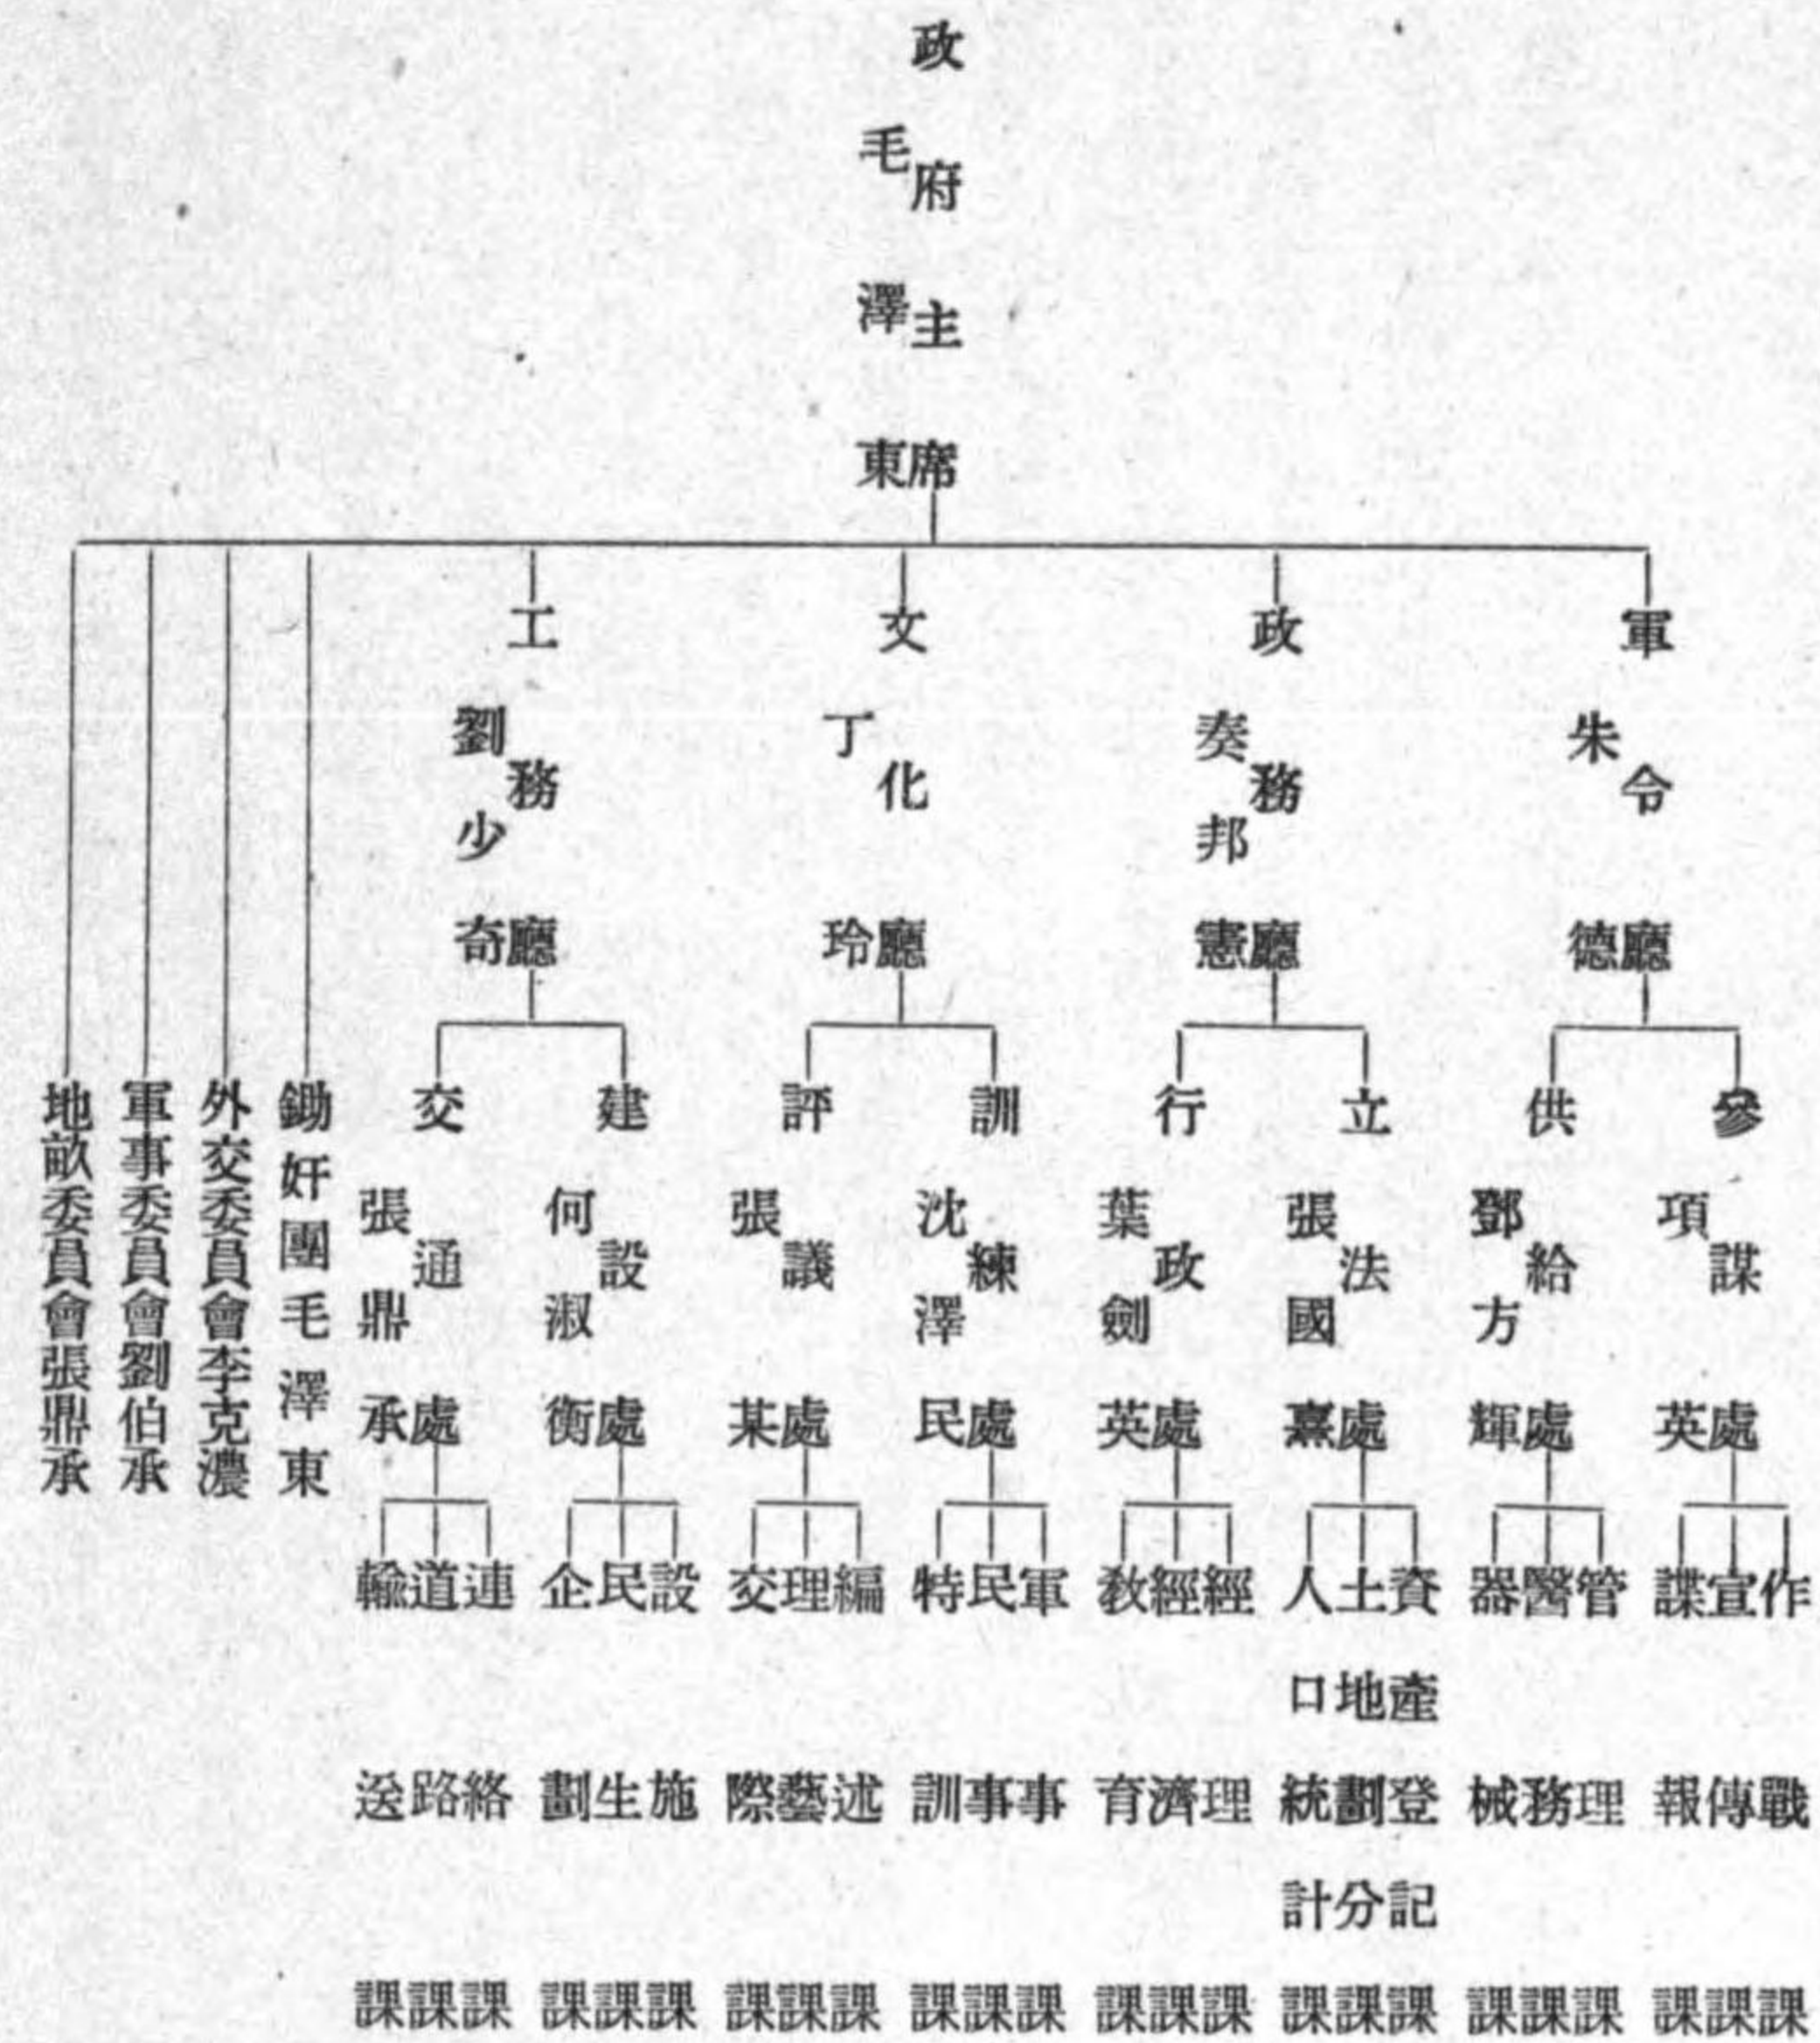 政府主席
毛澤東
軍令廳
朱德
政務廳
奏邦憲
文化廳
丁玲
工務廳
劉少奇
參謀處
項英
供給處
鄧方輝
立法處
張國熹
行政處
葉劍英
訓練處
沈澤民
評議處
張某
建設處
何淑衡
交通處
張鼎承
鋤奸團毛澤東
外交委員會李克濃
軍事委員會劉伯承
地畝委員會張鼎承
作戰課
宣傳課
諜報課
管理課
醫務課
器械課
資產登記課
土地劃分課
人口統計課
經理課
經濟課
教育課
軍事課
民事課
特訓課
編述課
理藝課
交際課
設施課
民生課
企劃課
連絡課
道路課
輸送課